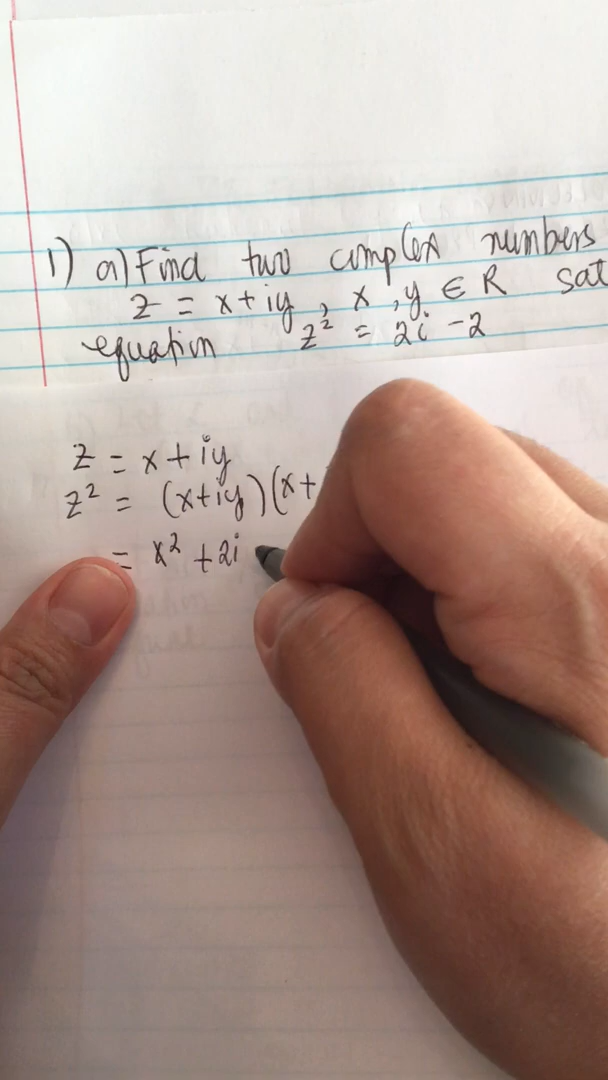 1) a) Find two complex numbers
z = x + iy , x , y ∈ R sat
equation z² = 2i - 2
z = x + iy
z² = (x+iy)(x+
= x² + 2i